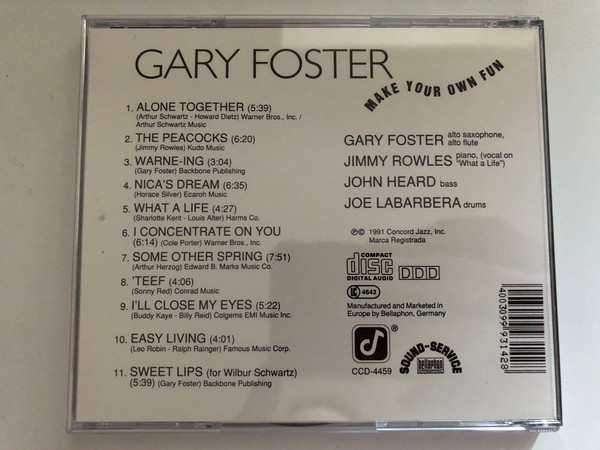 GARY FOSTER
MAKE YOUR OWN FUN
1. ALONE TOGETHER (5:39)
(Arthur Schwartz - Howard Dietz) Warner Bros., Inc. /
Arthur Schwartz Music
2. THE PEACOCKS (6:20)
(Jimmy Rowles) Kudo Music
3. WARNE-ING (3:04)
(Gary Foster) Backbone Publishing
4. NICA'S DREAM (6:35)
(Horace Silver) Ecaroh Music
5. WHAT A LIFE (4:27)
(Sharlotte Kent - Louis Alter) Harms Co.
6. I CONCENTRATE ON YOU
(6:14) (Cole Porter) Warner Bros., Inc.
7. SOME OTHER SPRING (7:51)
(Arthur Herzog) Edward B. Marks Music Co.
8. 'TEEF (4:06)
(Sonny Red) Conrad Music
9. I'LL CLOSE MY EYES (5:22)
(Buddy Kaye - Billy Reid) Colgems EMI Music Inc.
10. EASY LIVING (4:01)
(Leo Robin - Ralph Rainger) Famous Music Corp.
11. SWEET LIPS (for Wilbur Schwartz)
(5:39) (Gary Foster) Backbone Publishing
GARY FOSTER alto saxophone, alto flute
JIMMY ROWLES piano, (vocal on "What a Life")
JOHN HEARD bass
JOE LABARBERA drums
℗© 1991 Concord Jazz, Inc.
Marca Registrada
COMPACT
disc
DIGITAL AUDIO
DDD
LC 4643
Manufactured and Marketed in
Europe by Bellaphon, Germany
®
CCD-4459
SOUND-SERVICE
bellaphon
4003099931429